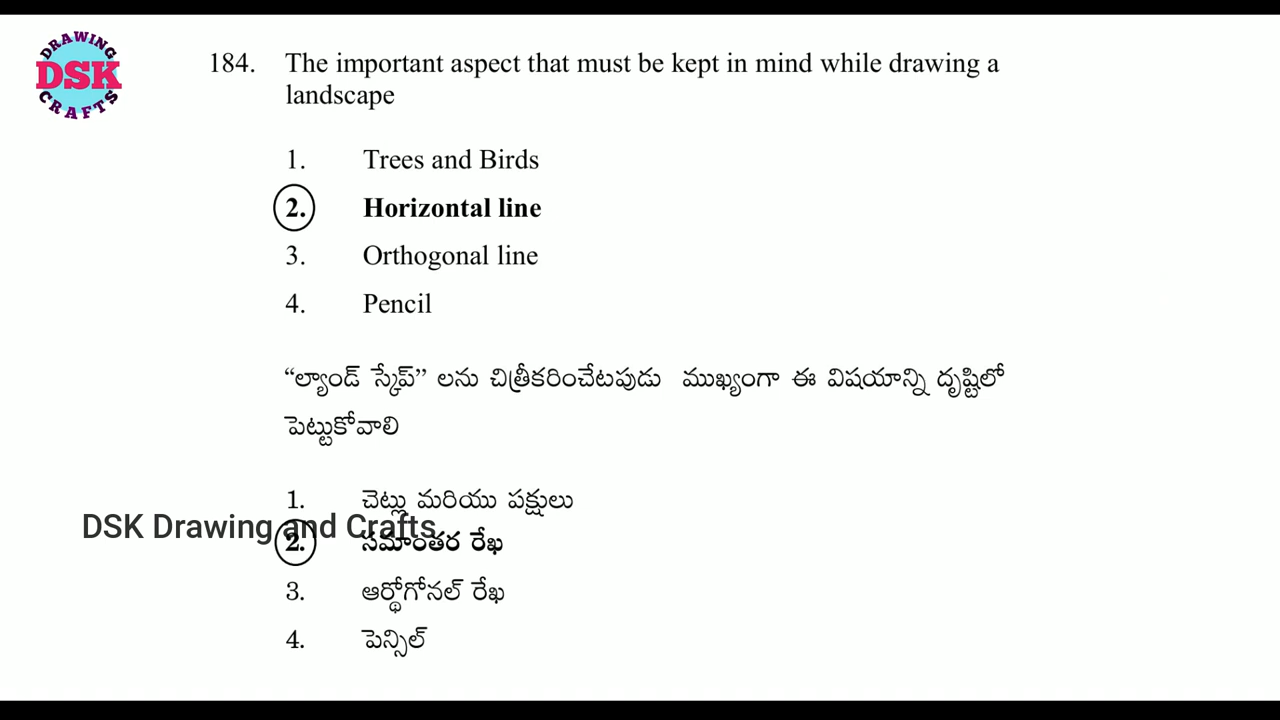 DRAWING
DSK
CRAFTS
184. The important aspect that must be kept in mind while drawing a
landscape
1. Trees and Birds
2. Horizontal line
3. Orthogonal line
4. Pencil
“ల్యాండ్ స్కేప్” లను చిత్రీకరించేటపుడు ముఖ్యంగా ఈ విషయాన్ని దృష్టిలో
పెట్టుకోవాలి
1. చెట్లు మరియు పక్షులు
DSK Drawing and Crafts
2. సమాంతర రేఖ
3. ఆర్థోగోనల్ రేఖ
4. పెన్సిల్